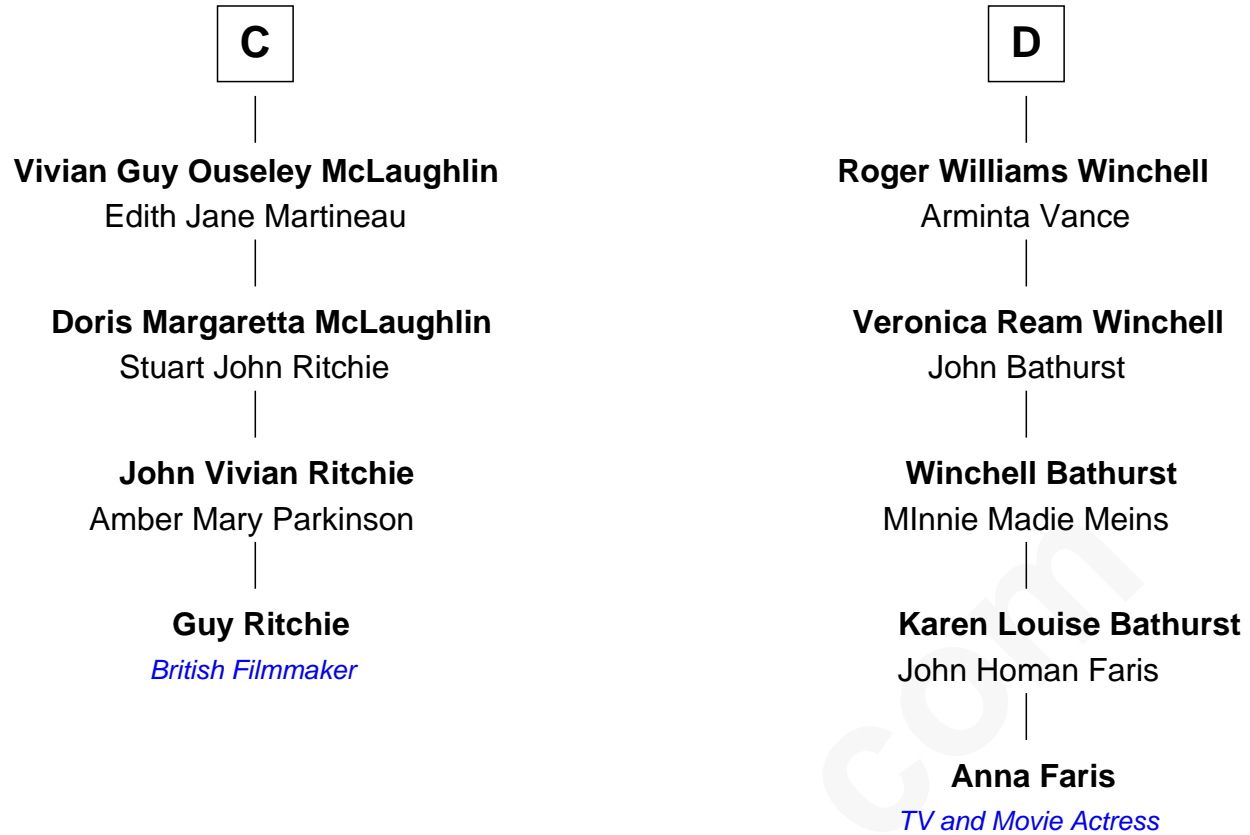 C
Vivian Guy Ouseley McLaughlin
Edith Jane Martineau
Doris Margaretta McLaughlin
Stuart John Ritchie
John Vivian Ritchie
Amber Mary Parkinson
Guy Ritchie
British Filmmaker
D
Roger Williams Winchell
Arminta Vance
Veronica Ream Winchell
John Bathurst
Winchell Bathurst
MInnie Madie Meins
Karen Louise Bathurst
John Homan Faris
Anna Faris
TV and Movie Actress
com